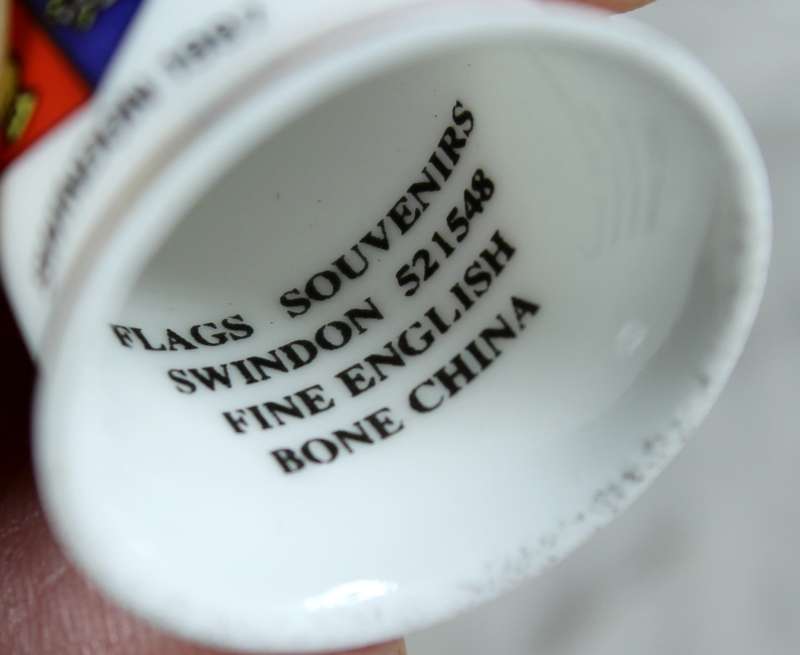 FLAGS SOUVENIRS
SWINDON 521548
FINE ENGLISH
BONE CHINA